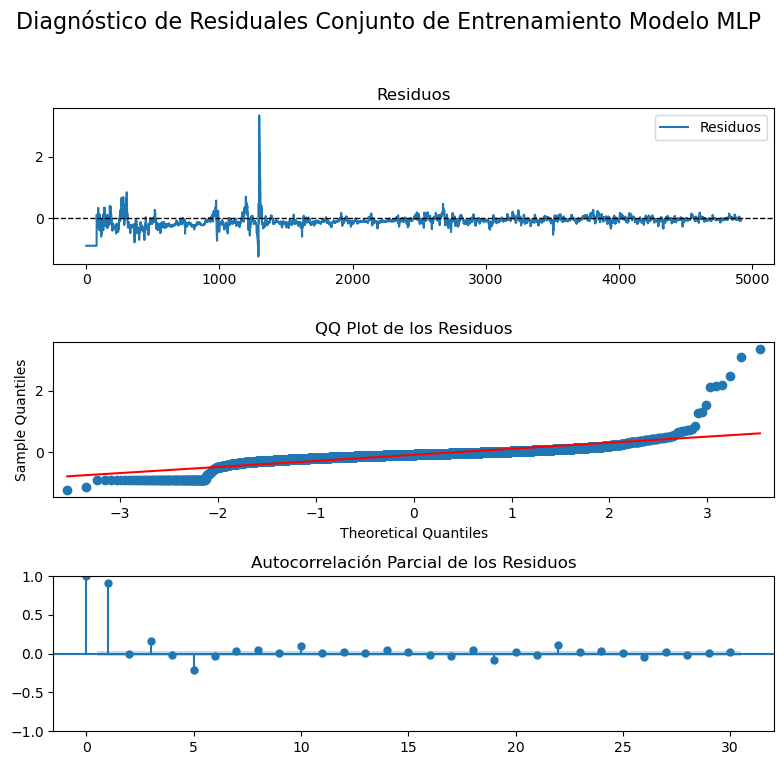 Diagnóstico de Residuales Conjunto de Entrenamiento Modelo MLP
Residuos
Residuos
2
0
0 1000 2000 3000 4000 5000
QQ Plot de los Residuos
Sample Quantiles
2
0
−3 −2 −1 0 1 2 3
Theoretical Quantiles
Autocorrelación Parcial de los Residuos
1.0
0.5
0.0
−0.5
−1.0
0 5 10 15 20 25 30